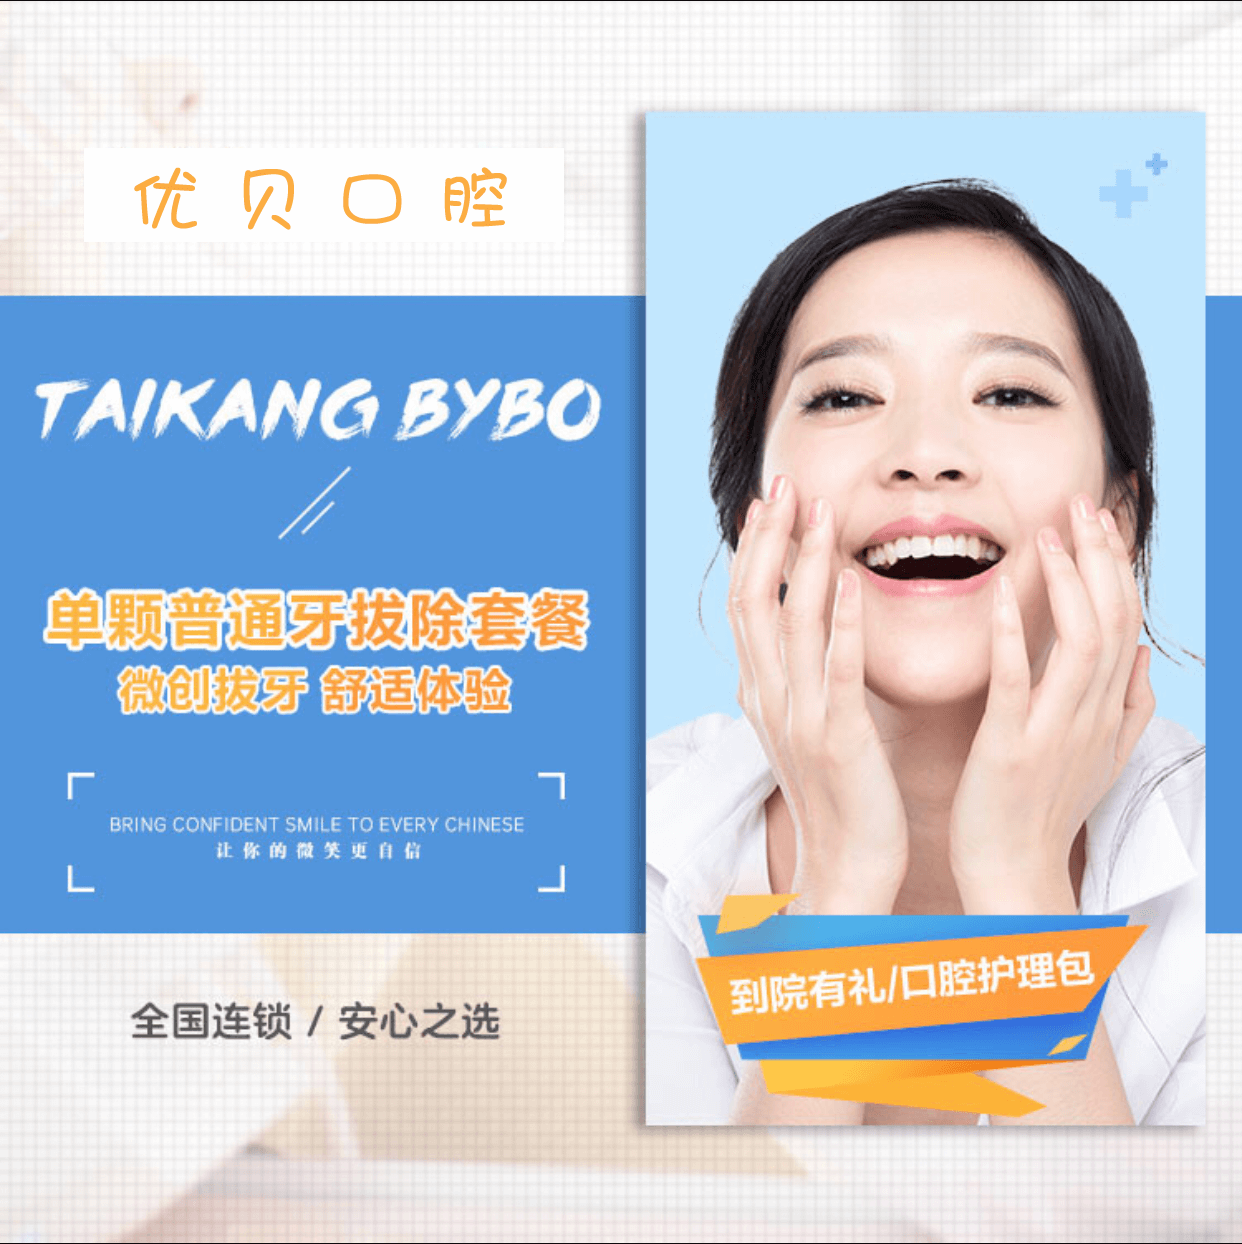 优贝口腔
TAIKANG BYBO
单颗普通牙拔除套餐
微创拔牙 舒适体验
BRING CONFIDENT SMILE TO EVERY CHINESE
让你的微笑更自信
全国连锁 / 安心之选
到院有礼/口腔护理包